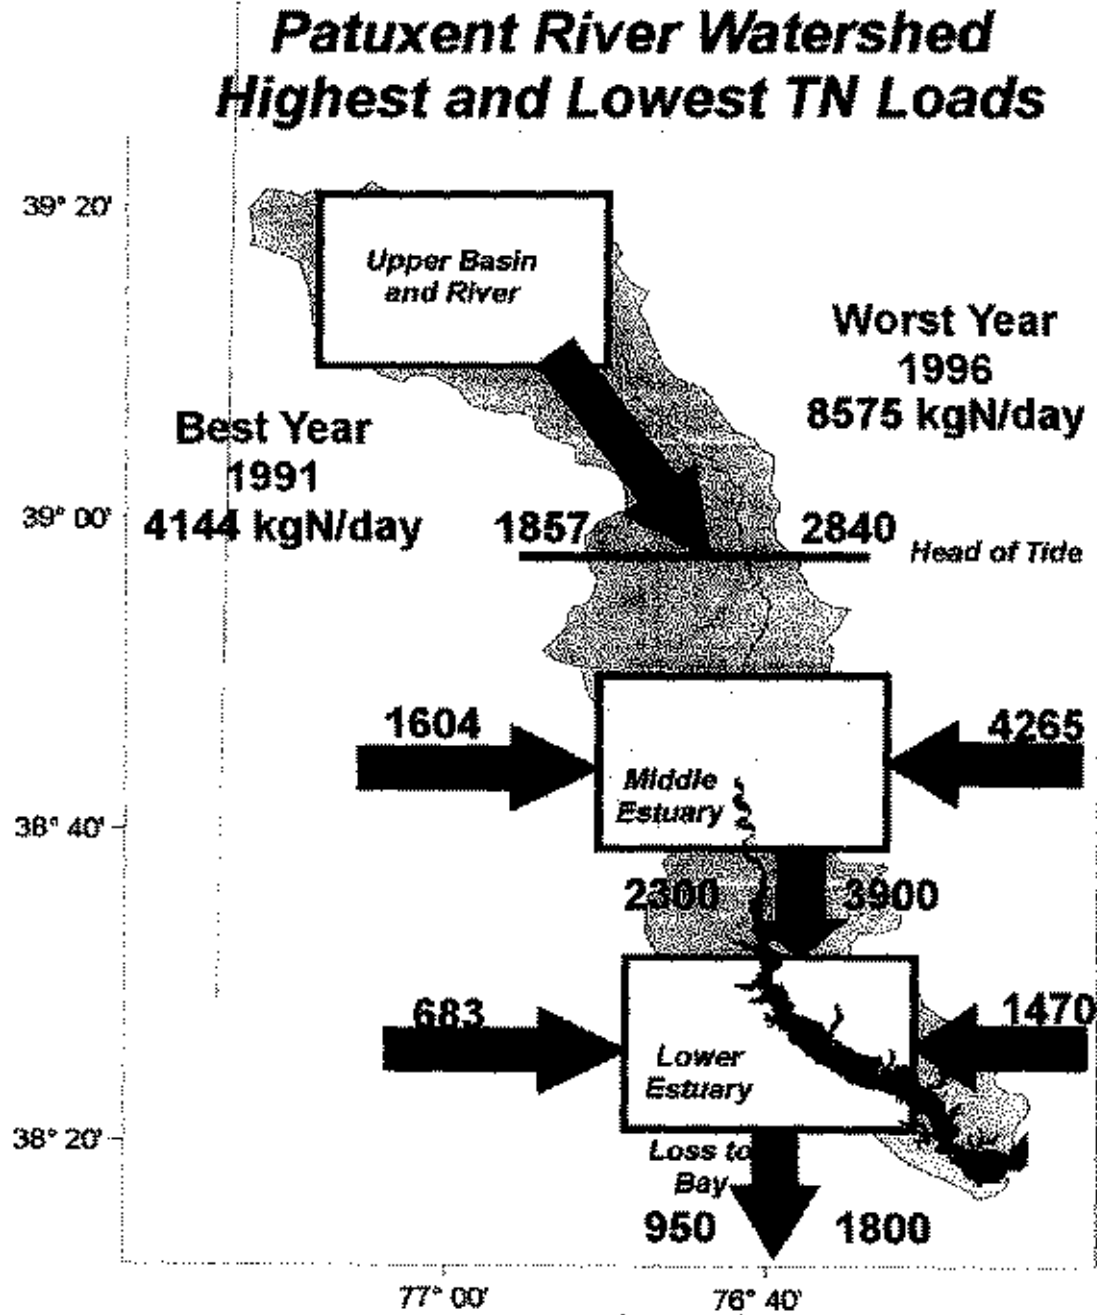 Patuxent River Watershed
Highest and Lowest TN Loads
39° 20'
Upper Basin
and River
Worst Year
1996
8575 kgN/day
Best Year
1991
4144 kgN/day
39° 00'
1857
2840
Head of Tide
1604
4265
Middle
Estuary
38° 40'
2300
3900
683
1470
Lower
Estuary
38° 20'
Loss to
Bay
950
1800
77° 00'
76° 40'